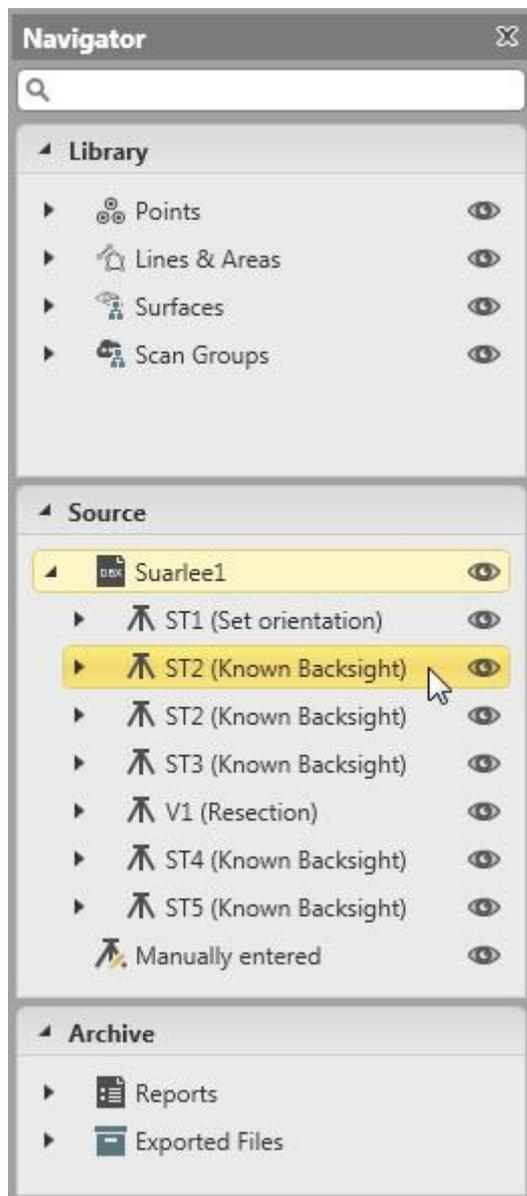 Navigator
Library
Points
Lines & Areas
Surfaces
Scan Groups
Source
DBX Suarlee1
ST1 (Set orientation)
ST2 (Known Backsight)
ST2 (Known Backsight)
ST3 (Known Backsight)
V1 (Resection)
ST4 (Known Backsight)
ST5 (Known Backsight)
Manually entered
Archive
Reports
Exported Files